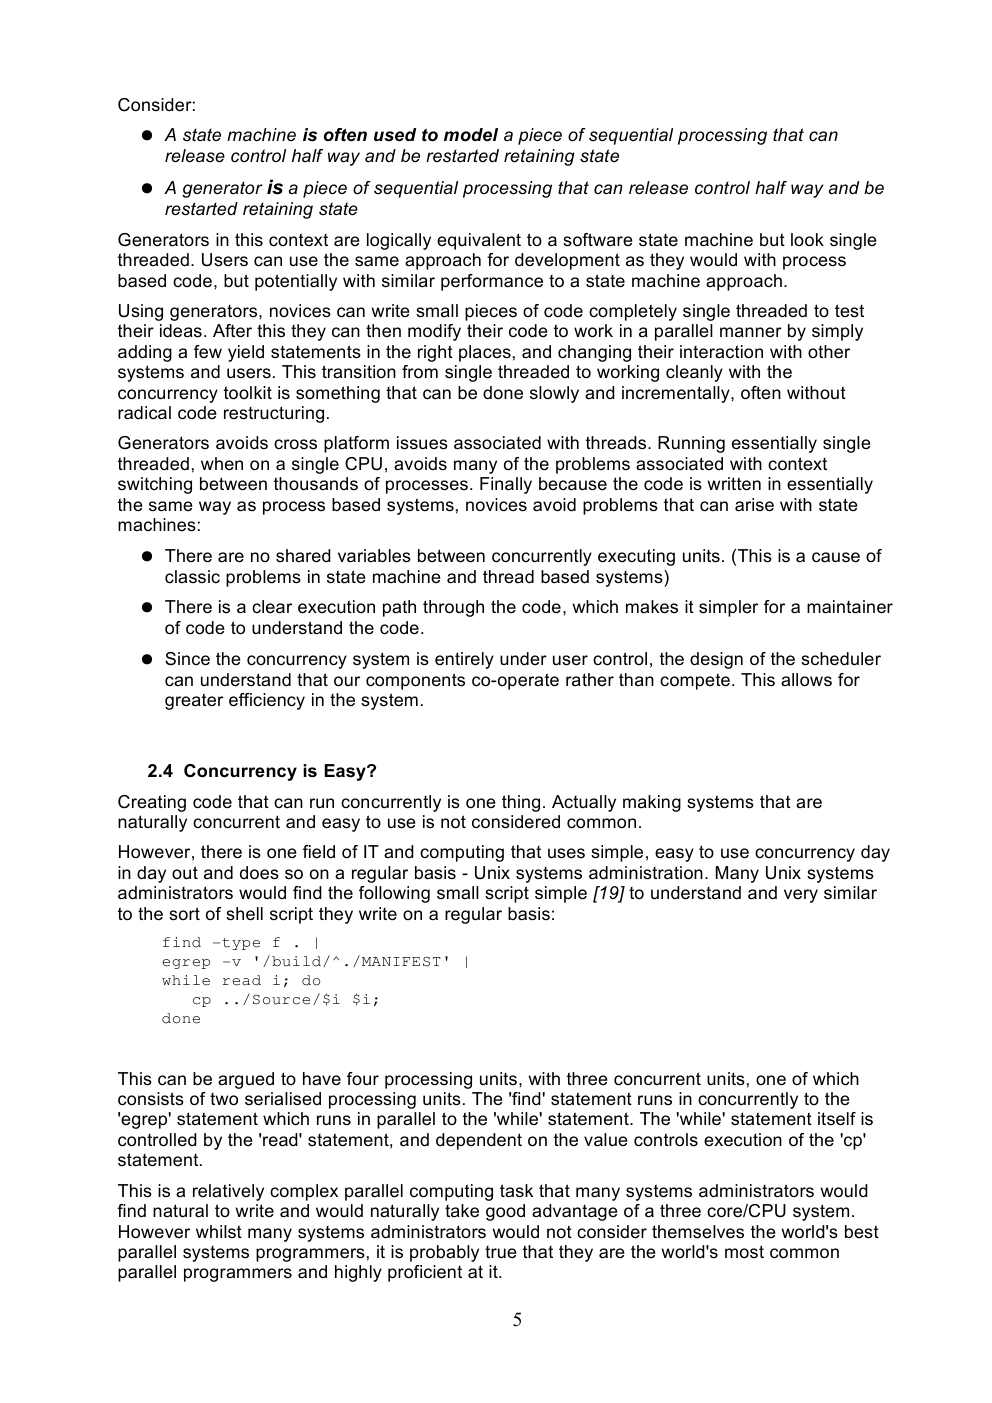 Consider:
● A state machine is often used to model a piece of sequential processing that can
release control half way and be restarted retaining state
● A generator is a piece of sequential processing that can release control half way and be
restarted retaining state
Generators in this context are logically equivalent to a software state machine but look single
threaded. Users can use the same approach for development as they would with process
based code, but potentially with similar performance to a state machine approach.
Using generators, novices can write small pieces of code completely single threaded to test
their ideas. After this they can then modify their code to work in a parallel manner by simply
adding a few yield statements in the right places, and changing their interaction with other
systems and users. This transition from single threaded to working cleanly with the
concurrency toolkit is something that can be done slowly and incrementally, often without
radical code restructuring.
Generators avoids cross platform issues associated with threads. Running essentially single
threaded, when on a single CPU, avoids many of the problems associated with context
switching between thousands of processes. Finally because the code is written in essentially
the same way as process based systems, novices avoid problems that can arise with state
machines:
● There are no shared variables between concurrently executing units. (This is a cause of
classic problems in state machine and thread based systems)
● There is a clear execution path through the code, which makes it simpler for a maintainer
of code to understand the code.
● Since the concurrency system is entirely under user control, the design of the scheduler
can understand that our components co-operate rather than compete. This allows for
greater efficiency in the system.
2.4 Concurrency is Easy?
Creating code that can run concurrently is one thing. Actually making systems that are
naturally concurrent and easy to use is not considered common.
However, there is one field of IT and computing that uses simple, easy to use concurrency day
in day out and does so on a regular basis - Unix systems administration. Many Unix systems
administrators would find the following small script simple [19] to understand and very similar
to the sort of shell script they write on a regular basis:
find -type f . |
egrep -v '/build/^./MANIFEST' |
while read i; do
cp ../Source/$i $i;
done
This can be argued to have four processing units, with three concurrent units, one of which
consists of two serialised processing units. The 'find' statement runs in concurrently to the
'egrep' statement which runs in parallel to the 'while' statement. The 'while' statement itself is
controlled by the 'read' statement, and dependent on the value controls execution of the 'cp'
statement.
This is a relatively complex parallel computing task that many systems administrators would
find natural to write and would naturally take good advantage of a three core/CPU system.
However whilst many systems administrators would not consider themselves the world's best
parallel systems programmers, it is probably true that they are the world's most common
parallel programmers and highly proficient at it.
5